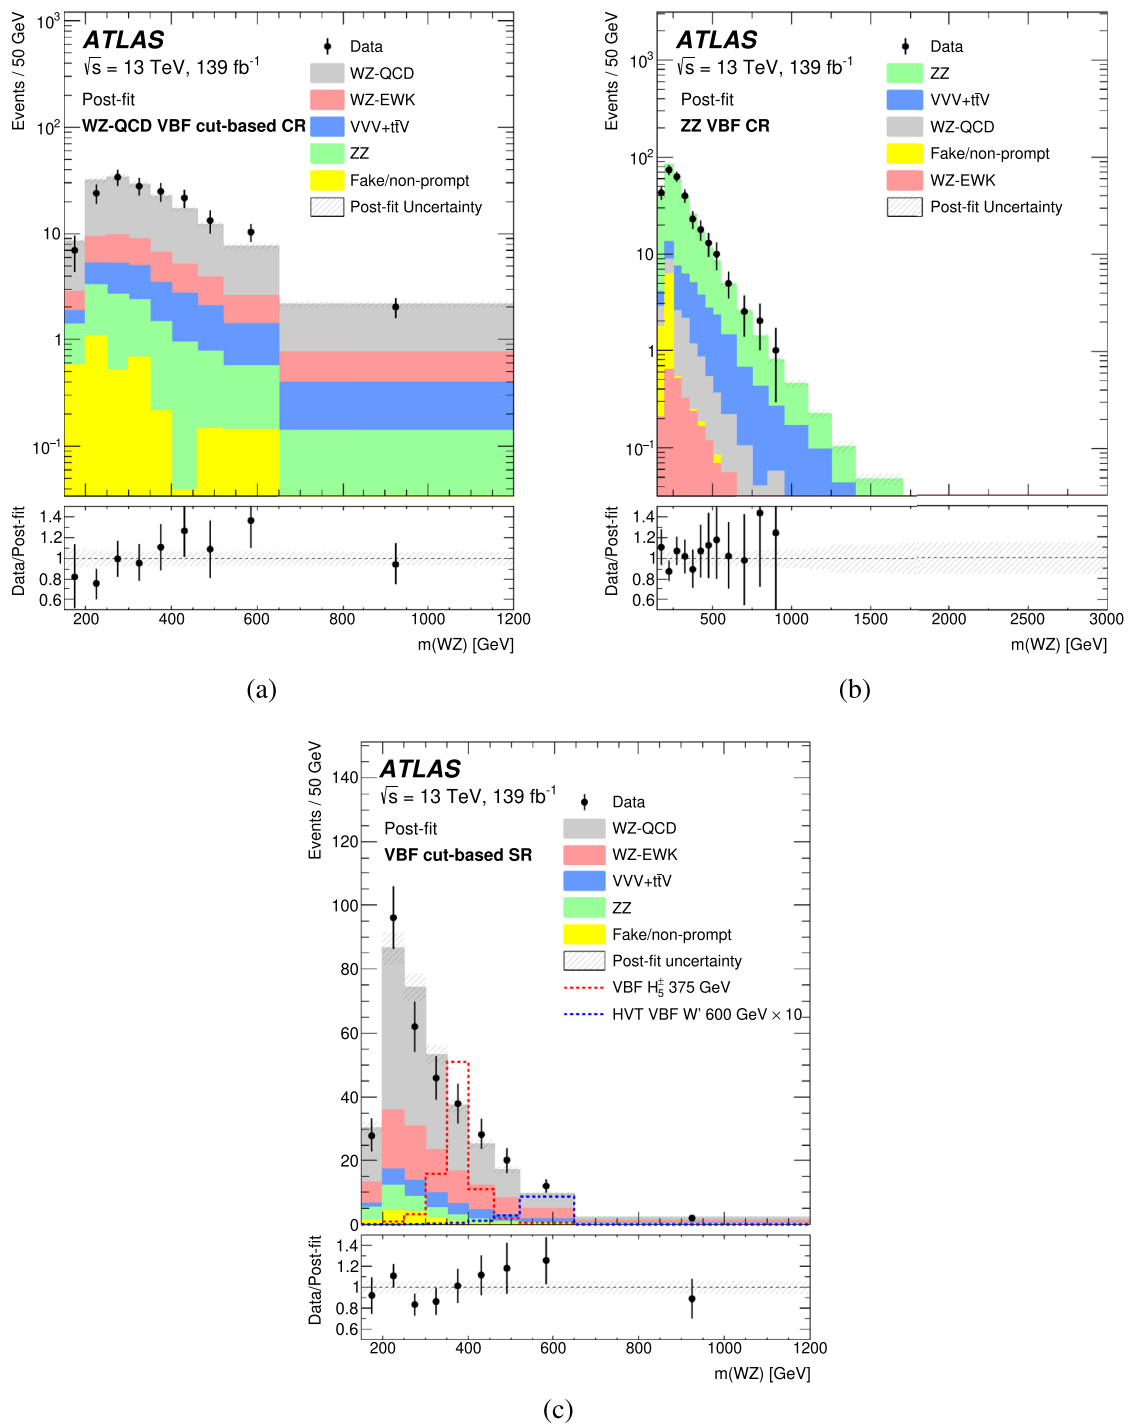 Events / 50 GeV
10³
10²
10
1
10⁻¹
ATLAS
√s = 13 TeV, 139 fb⁻¹
Post-fit
WZ-QCD VBF cut-based CR
Data
WZ-QCD
WZ-EWK
VVV+tt̄V
ZZ
Fake/non-prompt
Post-fit Uncertainty
Data/Post-fit
1.4
1.2
1
0.8
0.6
200 400 600 800 1000 1200
m(WZ) [GeV]
(a)
Events / 50 GeV
10³
10²
10
1
10⁻¹
ATLAS
√s = 13 TeV, 139 fb⁻¹
Post-fit
ZZ VBF CR
Data
ZZ
VVV+tt̄V
WZ-QCD
Fake/non-prompt
WZ-EWK
Post-fit Uncertainty
Data/Post-fit
1.4
1.2
1
0.8
0.6
500 1000 1500 2000 2500 3000
m(WZ) [GeV]
(b)
Events / 50 GeV
140
120
100
80
60
40
20
0
ATLAS
√s = 13 TeV, 139 fb⁻¹
Post-fit
VBF cut-based SR
Data
WZ-QCD
WZ-EWK
VVV+tt̄V
ZZ
Fake/non-prompt
Post-fit uncertainty
VBF H₅± 375 GeV
HVT VBF W' 600 GeV × 10
Data/Post-fit
1.4
1.2
1
0.8
0.6
200 400 600 800 1000 1200
m(WZ) [GeV]
(c)